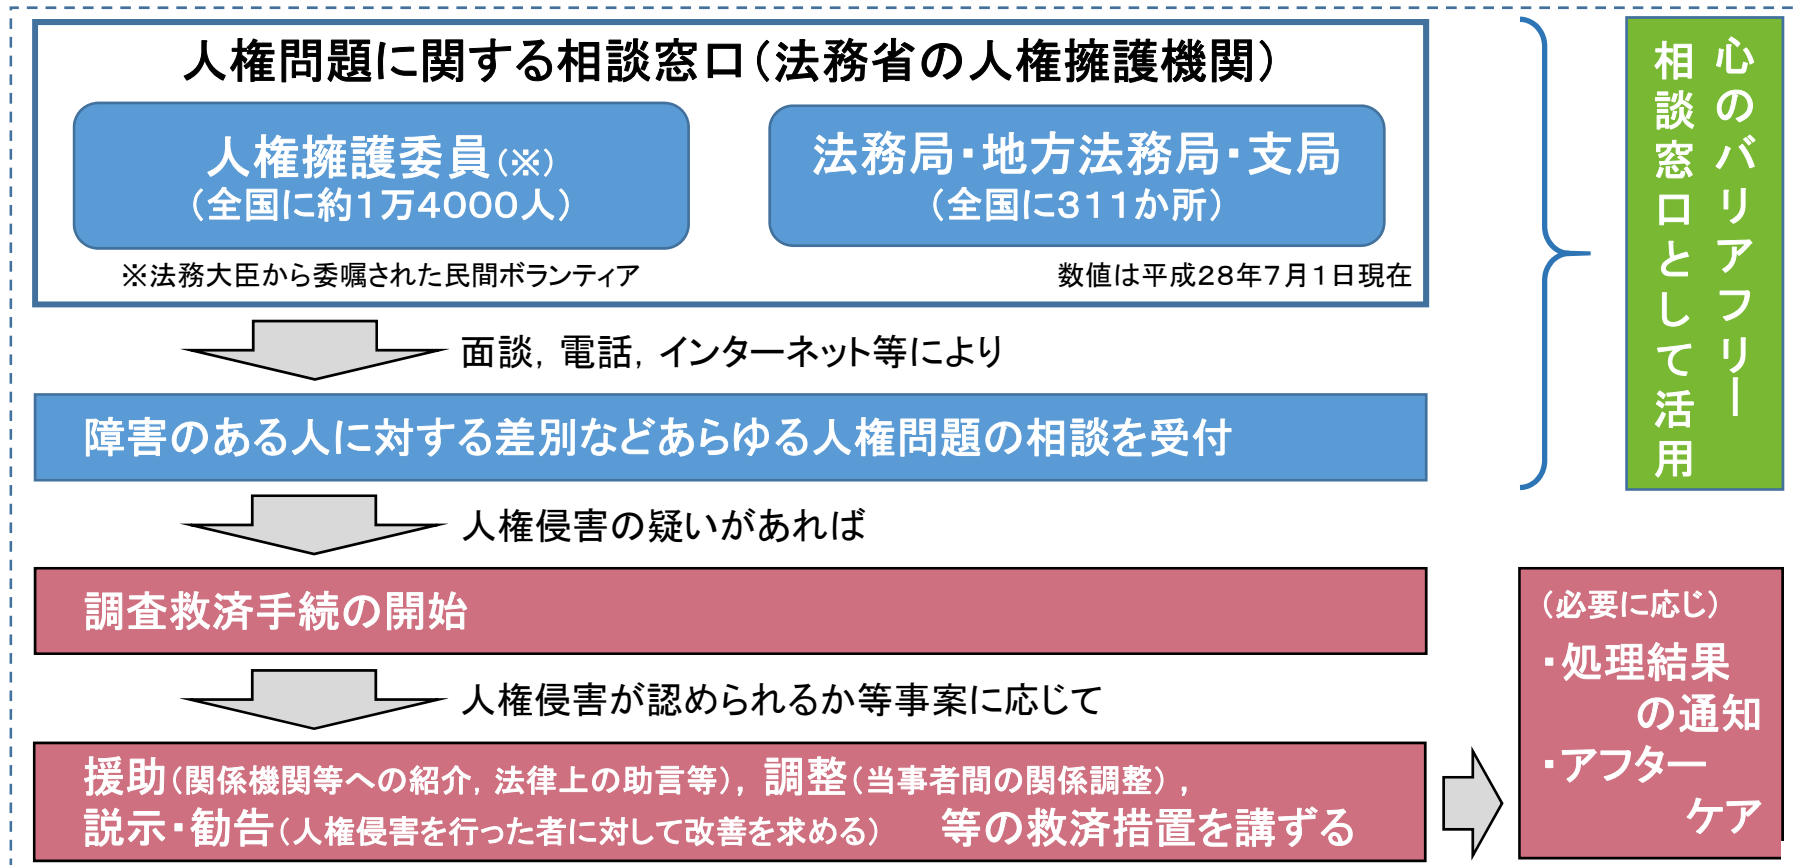 人権問題に関する相談窓口（法務省の人権擁護機関）
人権擁護委員（※）
（全国に約１万４０００人）
法務局・地方法務局・支局
（全国に３１１か所）
※法務大臣から委嘱された民間ボランティア
数値は平成２８年７月１日現在
面談，電話，インターネット等により
障害のある人に対する差別などあらゆる人権問題の相談を受付
心のバリアフリー
相談窓口として活用
人権侵害の疑いがあれば
調査救済手続の開始
人権侵害が認められるか等事案に応じて
援助（関係機関等への紹介，法律上の助言等），調整（当事者間の関係調整），
説示・勧告（人権侵害を行った者に対して改善を求める）　等の救済措置を講ずる
（必要に応じ）
・処理結果
の通知
・アフター
ケア